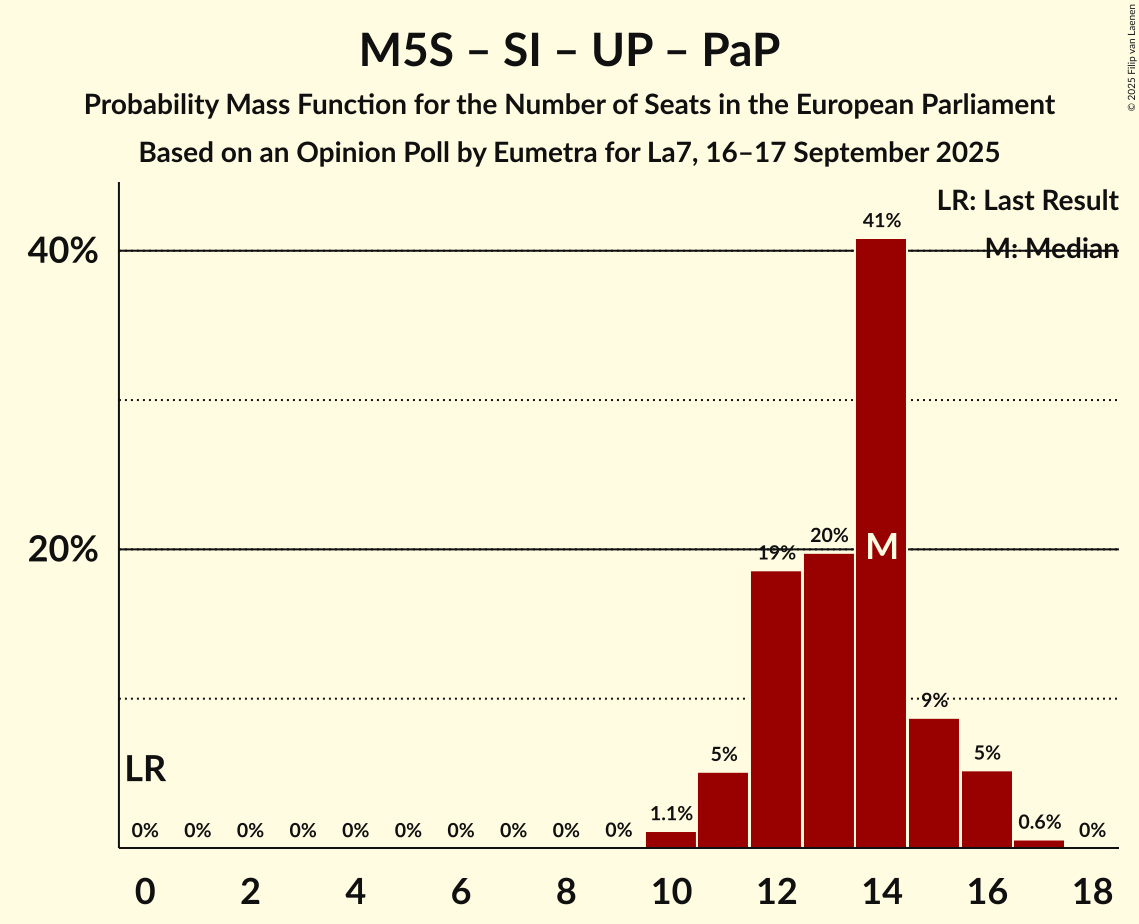 M5S – SI – UP – PaP
Probability Mass Function for the Number of Seats in the European Parliament
Based on an Opinion Poll by Eumetra for La7, 16–17 September 2025
© 2025 Filip van Laenen
LR: Last Result
M: Median
40%
20%
41%
19%
20%
M
9%
5%
5%
LR
1.1%
0.6%
0% 0% 0% 0% 0% 0% 0% 0% 0% 0% 0%
0 2 4 6 8 10 12 14 16 18